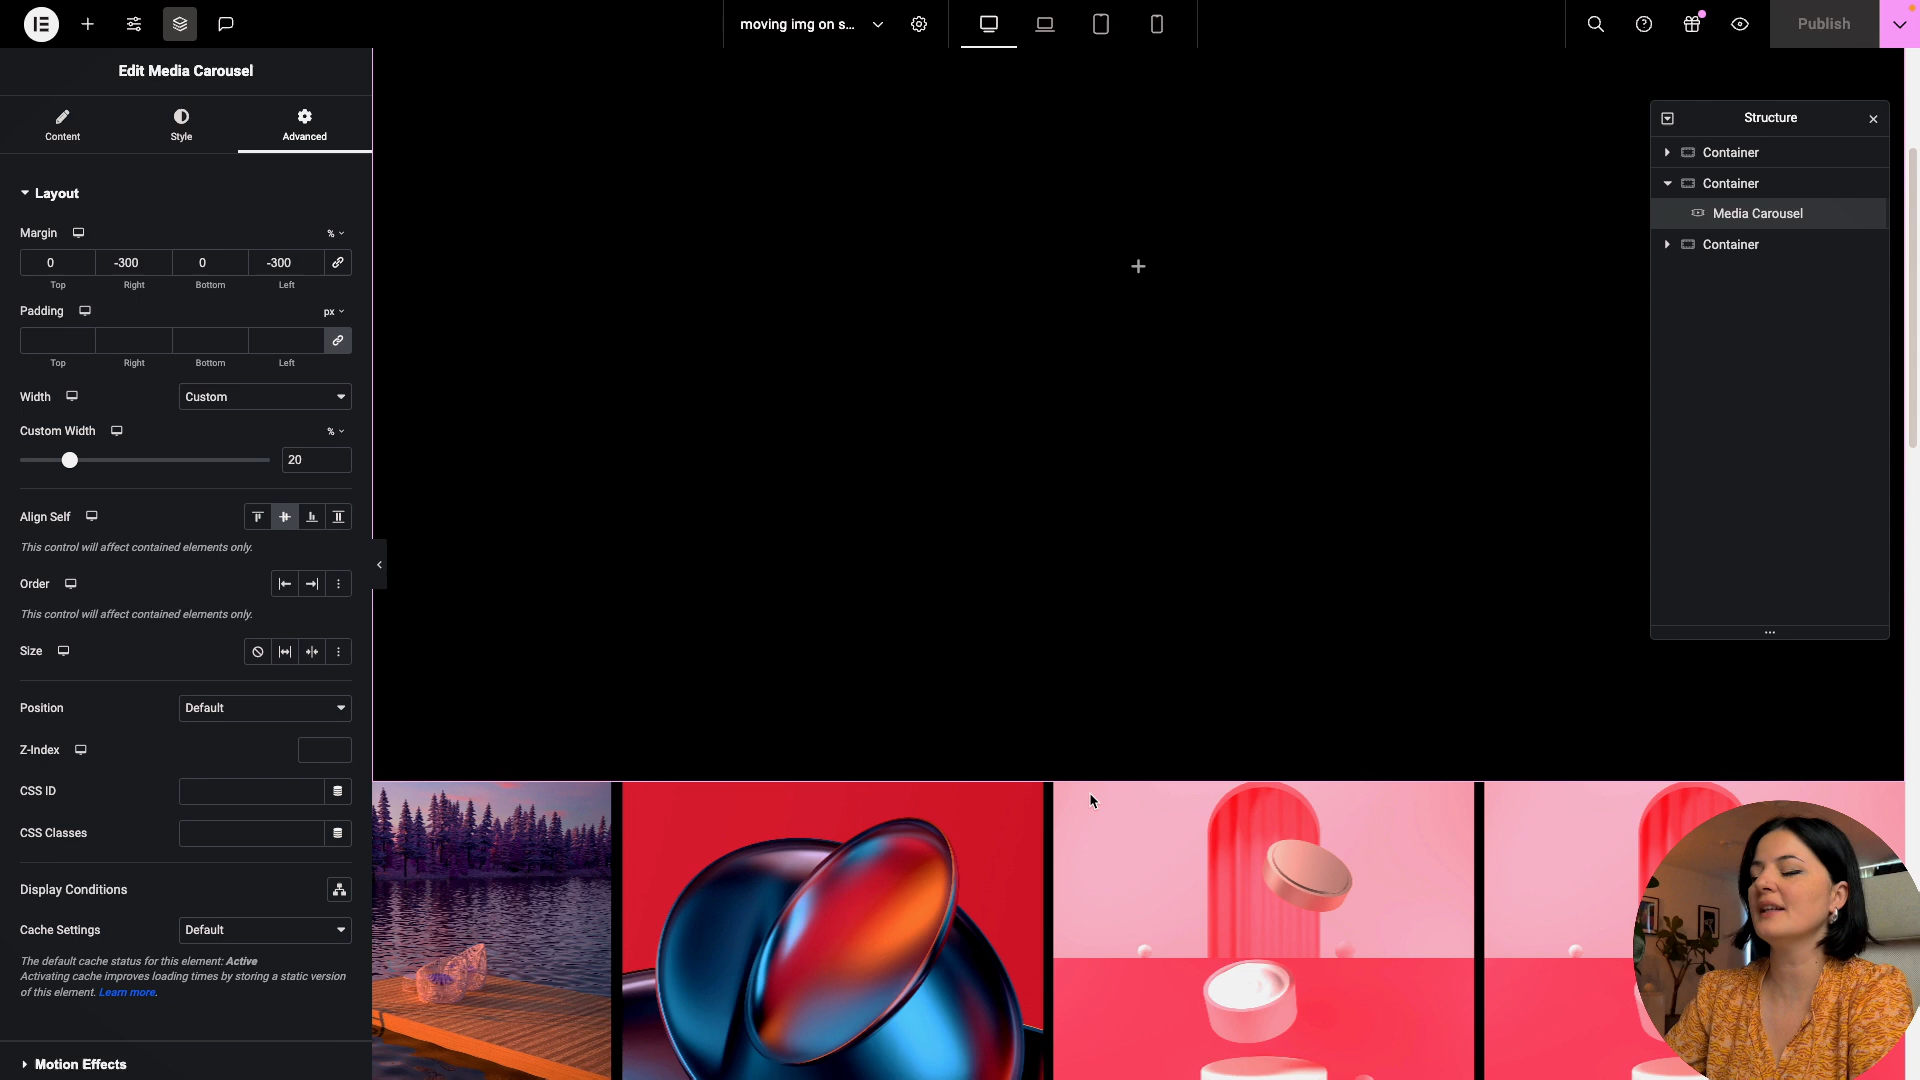 moving img on s...
Publish
Edit Media Carousel
Content
Style
Advanced
Layout
Margin
%
0
-300
0
-300
Top
Right
Bottom
Left
Padding
px
Top
Right
Bottom
Left
Width
Custom
Custom Width
%
20
Align Self
This control will affect contained elements only.
Order
This control will affect contained elements only.
Size
Position
Default
Z-Index
CSS ID
CSS Classes
Display Conditions
Cache Settings
Default
The default cache status for this element: Active
Activating cache improves loading times by storing a static version
of this element. Learn more.
Motion Effects
Structure
Container
Container
Media Carousel
Container